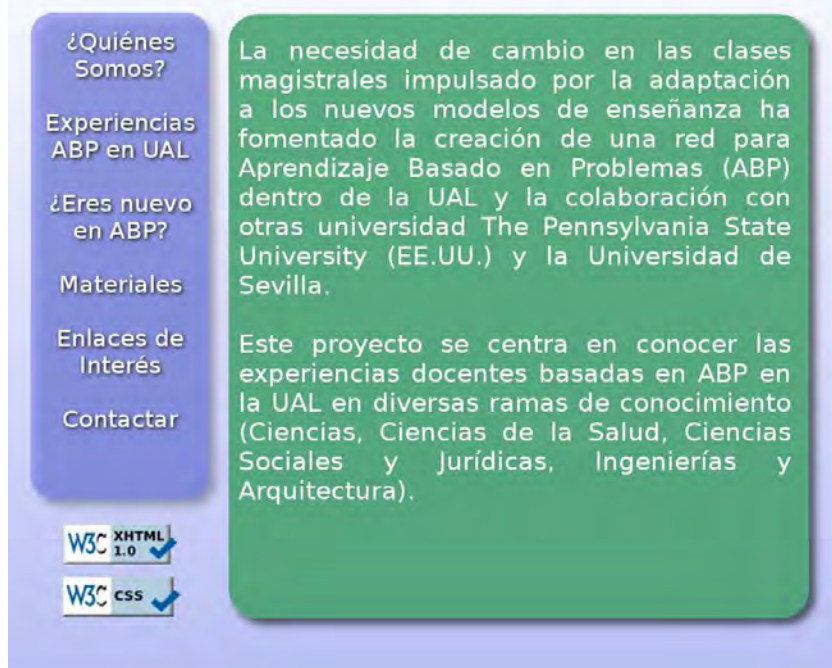 ¿Quiénes
Somos?
Experiencias
ABP en UAL
¿Eres nuevo
en ABP?
Materiales
Enlaces de
Interés
Contactar
W3C XHTML
1.0
W3C css
La necesidad de cambio en las clases
magistrales impulsado por la adaptación
a los nuevos modelos de enseñanza ha
fomentado la creación de una red para
Aprendizaje Basado en Problemas (ABP)
dentro de la UAL y la colaboración con
otras universidad The Pennsylvania State
University (EE.UU.) y la Universidad de
Sevilla.
Este proyecto se centra en conocer las
experiencias docentes basadas en ABP en
la UAL en diversas ramas de conocimiento
(Ciencias, Ciencias de la Salud, Ciencias
Sociales y Jurídicas, Ingenierías y
Arquitectura).